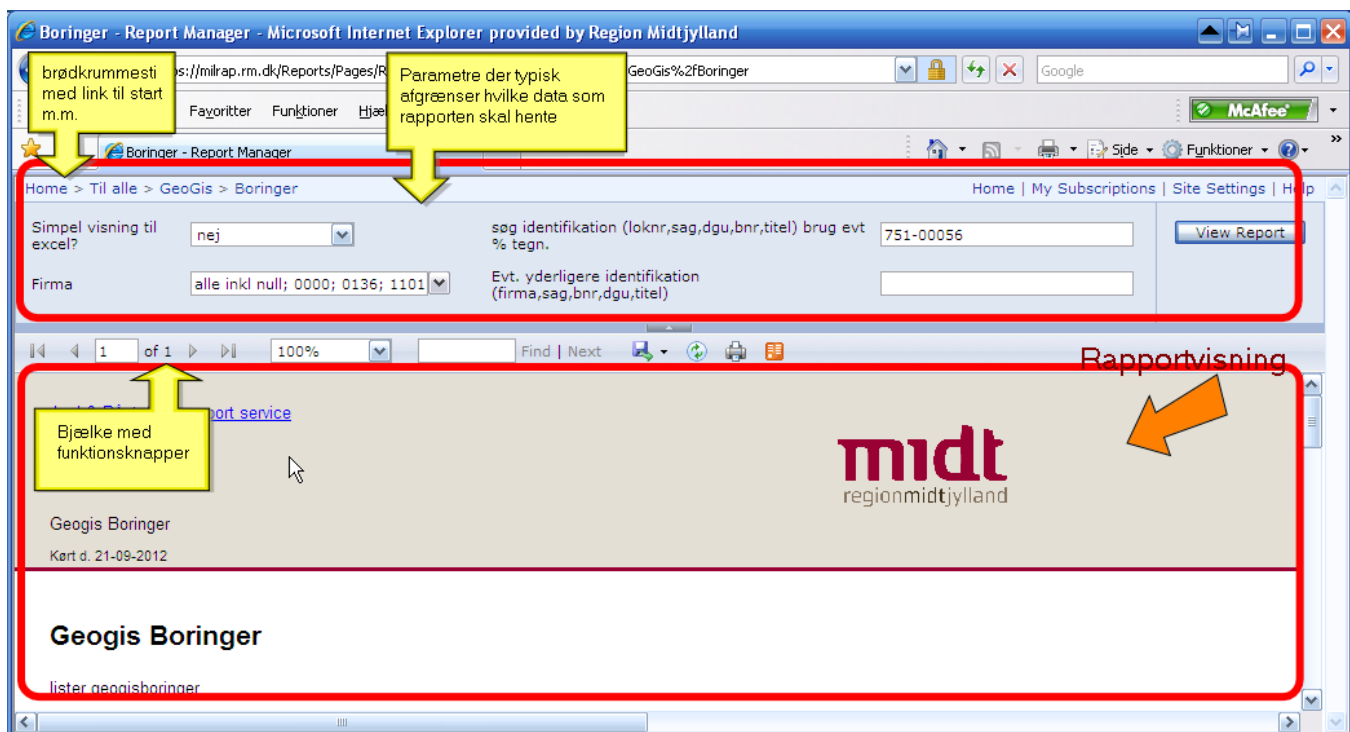 Boringer - Report Manager - Microsoft Internet Explorer provided by Region Midtjylland
brødkrummesti
med link til start
m.m.
s://milrap.rm.dk/Reports/Pages/R
Parametre der typisk
afgrænser hvilke data som
rapporten skal hente
GeoGis%2fBoringer
Google
Favoritter Funktioner
McAfee
Boringer - Report Manager
Side
Funktioner
Home > Til alle > GeoGis > Boringer
Home | My Subscriptions | Site Settings | Help
Simpel visning til
excel?
nej
søg identifikation (loknr,sag,dgu,bnr,titel) brug evt
% tegn.
751-00056
View Report
Firma
alle inkl null; 0000; 0136; 1101
Evt. yderligere identifikation
(firma,sag,bnr,dgu,titel)
1 of 1
100%
Find | Next
Rapportvisning
port service
Bjælke med
funktionsknapper
midt
regionmidtjylland
Geogis Boringer
Kørt d. 21-09-2012
Geogis Boringer
lister geogisboringer